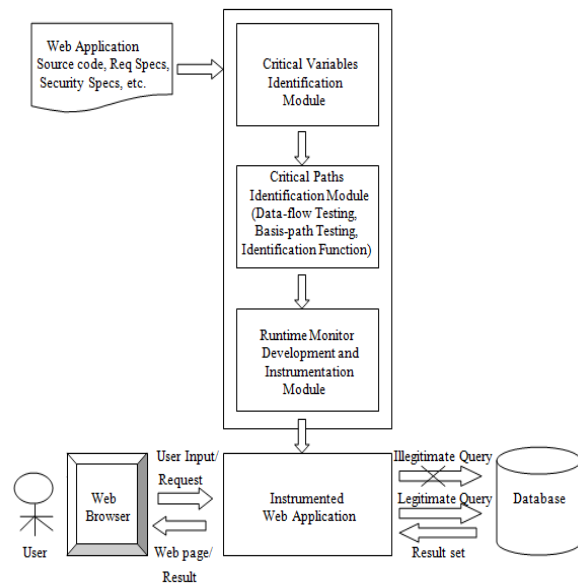 Web Application
Source code, Req Specs,
Security Specs, etc.
Critical Variables
Identification
Module
Critical Paths
Identification Module
(Data-flow Testing,
Basis-path Testing,
Identification Function)
Runtime Monitor
Development and
Instrumentation
Module
User
Web
Browser
User Input/
Request
Web page/
Result
Instrumented
Web Application
Illegitimate Query
Legitimate Query
Result set
Database